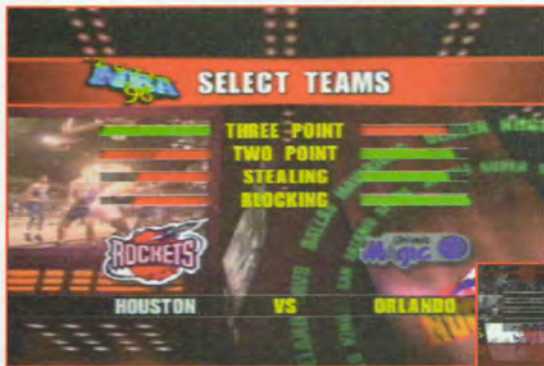 NBA 96
SELECT TEAMS
THREE POINT
TWO POINT
STEALING
BLOCKING
ROCKETS
Magic
HOUSTON VS ORLANDO